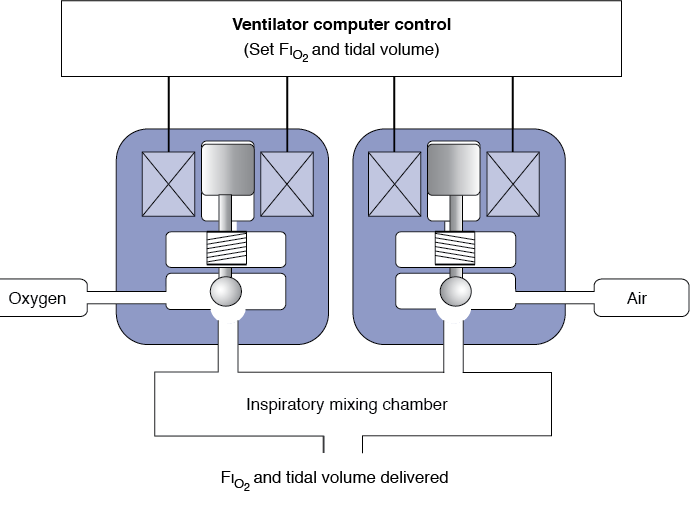 Ventilator computer control
(Set FIO2 and tidal volume)
Oxygen
Air
Inspiratory mixing chamber
FIO2 and tidal volume delivered